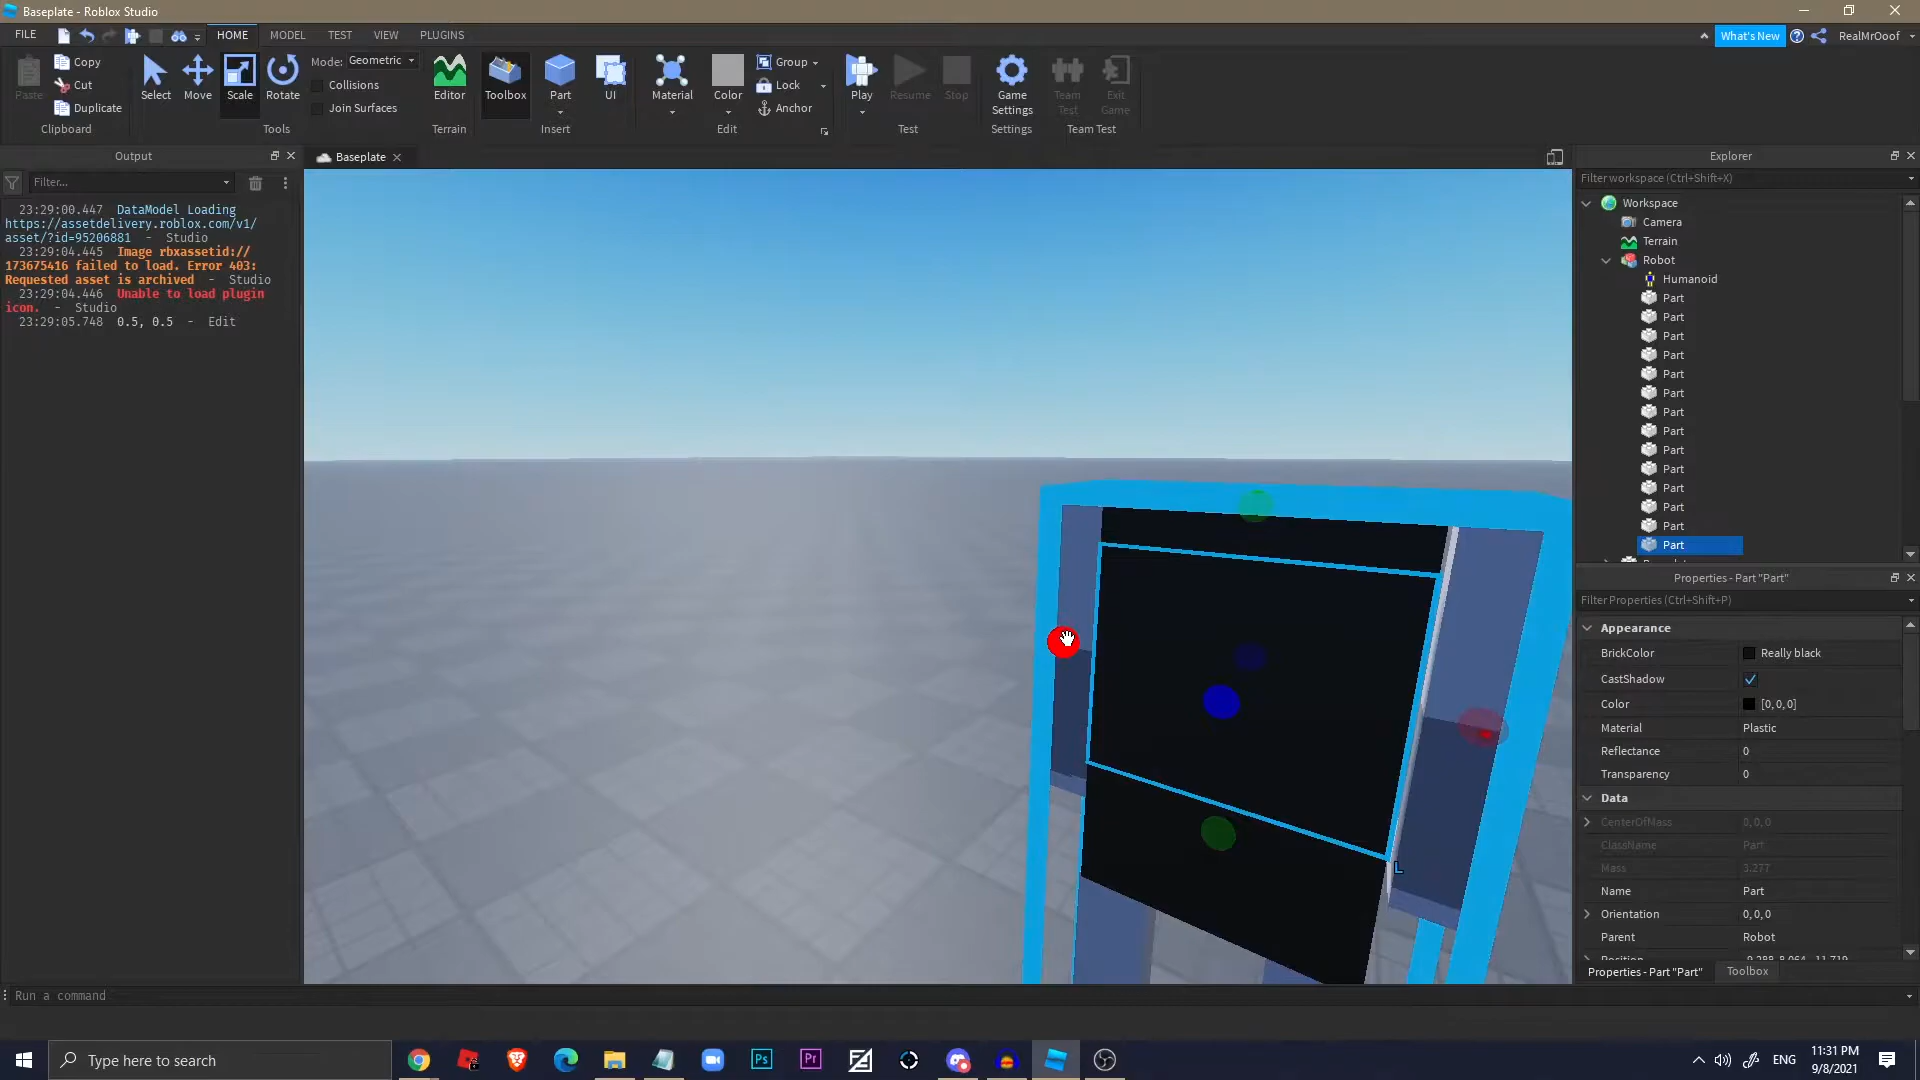 Baseplate - Roblox Studio
FILE
HOME
MODEL
TEST
VIEW
PLUGINS
What's New
RealMrOoof
Paste
Copy
Cut
Duplicate
Clipboard
Select
Move
Scale
Rotate
Mode: Geometric
Collisions
Join Surfaces
Tools
Editor
Terrain
Toolbox
Part
UI
Insert
Material
Color
Group
Lock
Anchor
Edit
Play
Resume
Stop
Test
Game
Settings
Settings
Team
Test
Exit
Game
Team Test
Output
Filter...
23:29:00.447 DataModel Loading
https://assetdelivery.roblox.com/v1/
asset/?id=95206881 - Studio
23:29:04.445 Image rbxassetid://
173675416 failed to load. Error 403:
Requested asset is archived - Studio
23:29:04.446 Unable to load plugin
icon. - Studio
23:29:05.748 0.5, 0.5 - Edit
Baseplate
L
Explorer
Filter workspace (Ctrl+Shift+X)
Workspace
Camera
Terrain
Robot
Humanoid
Part
Part
Part
Part
Part
Part
Part
Part
Part
Part
Part
Part
Part
Part
Properties - Part "Part"
Filter Properties (Ctrl+Shift+P)
Appearance
BrickColor Really black
CastShadow
Color [0, 0, 0]
Material Plastic
Reflectance 0
Transparency 0
Data
CenterOfMass 0, 0, 0
ClassName Part
Mass 3.277
Name Part
Orientation 0, 0, 0
Parent Robot
Properties - Part "Part"
Toolbox
Run a command
Type here to search
Ps
Pr
ENG
11:31 PM
9/8/2021